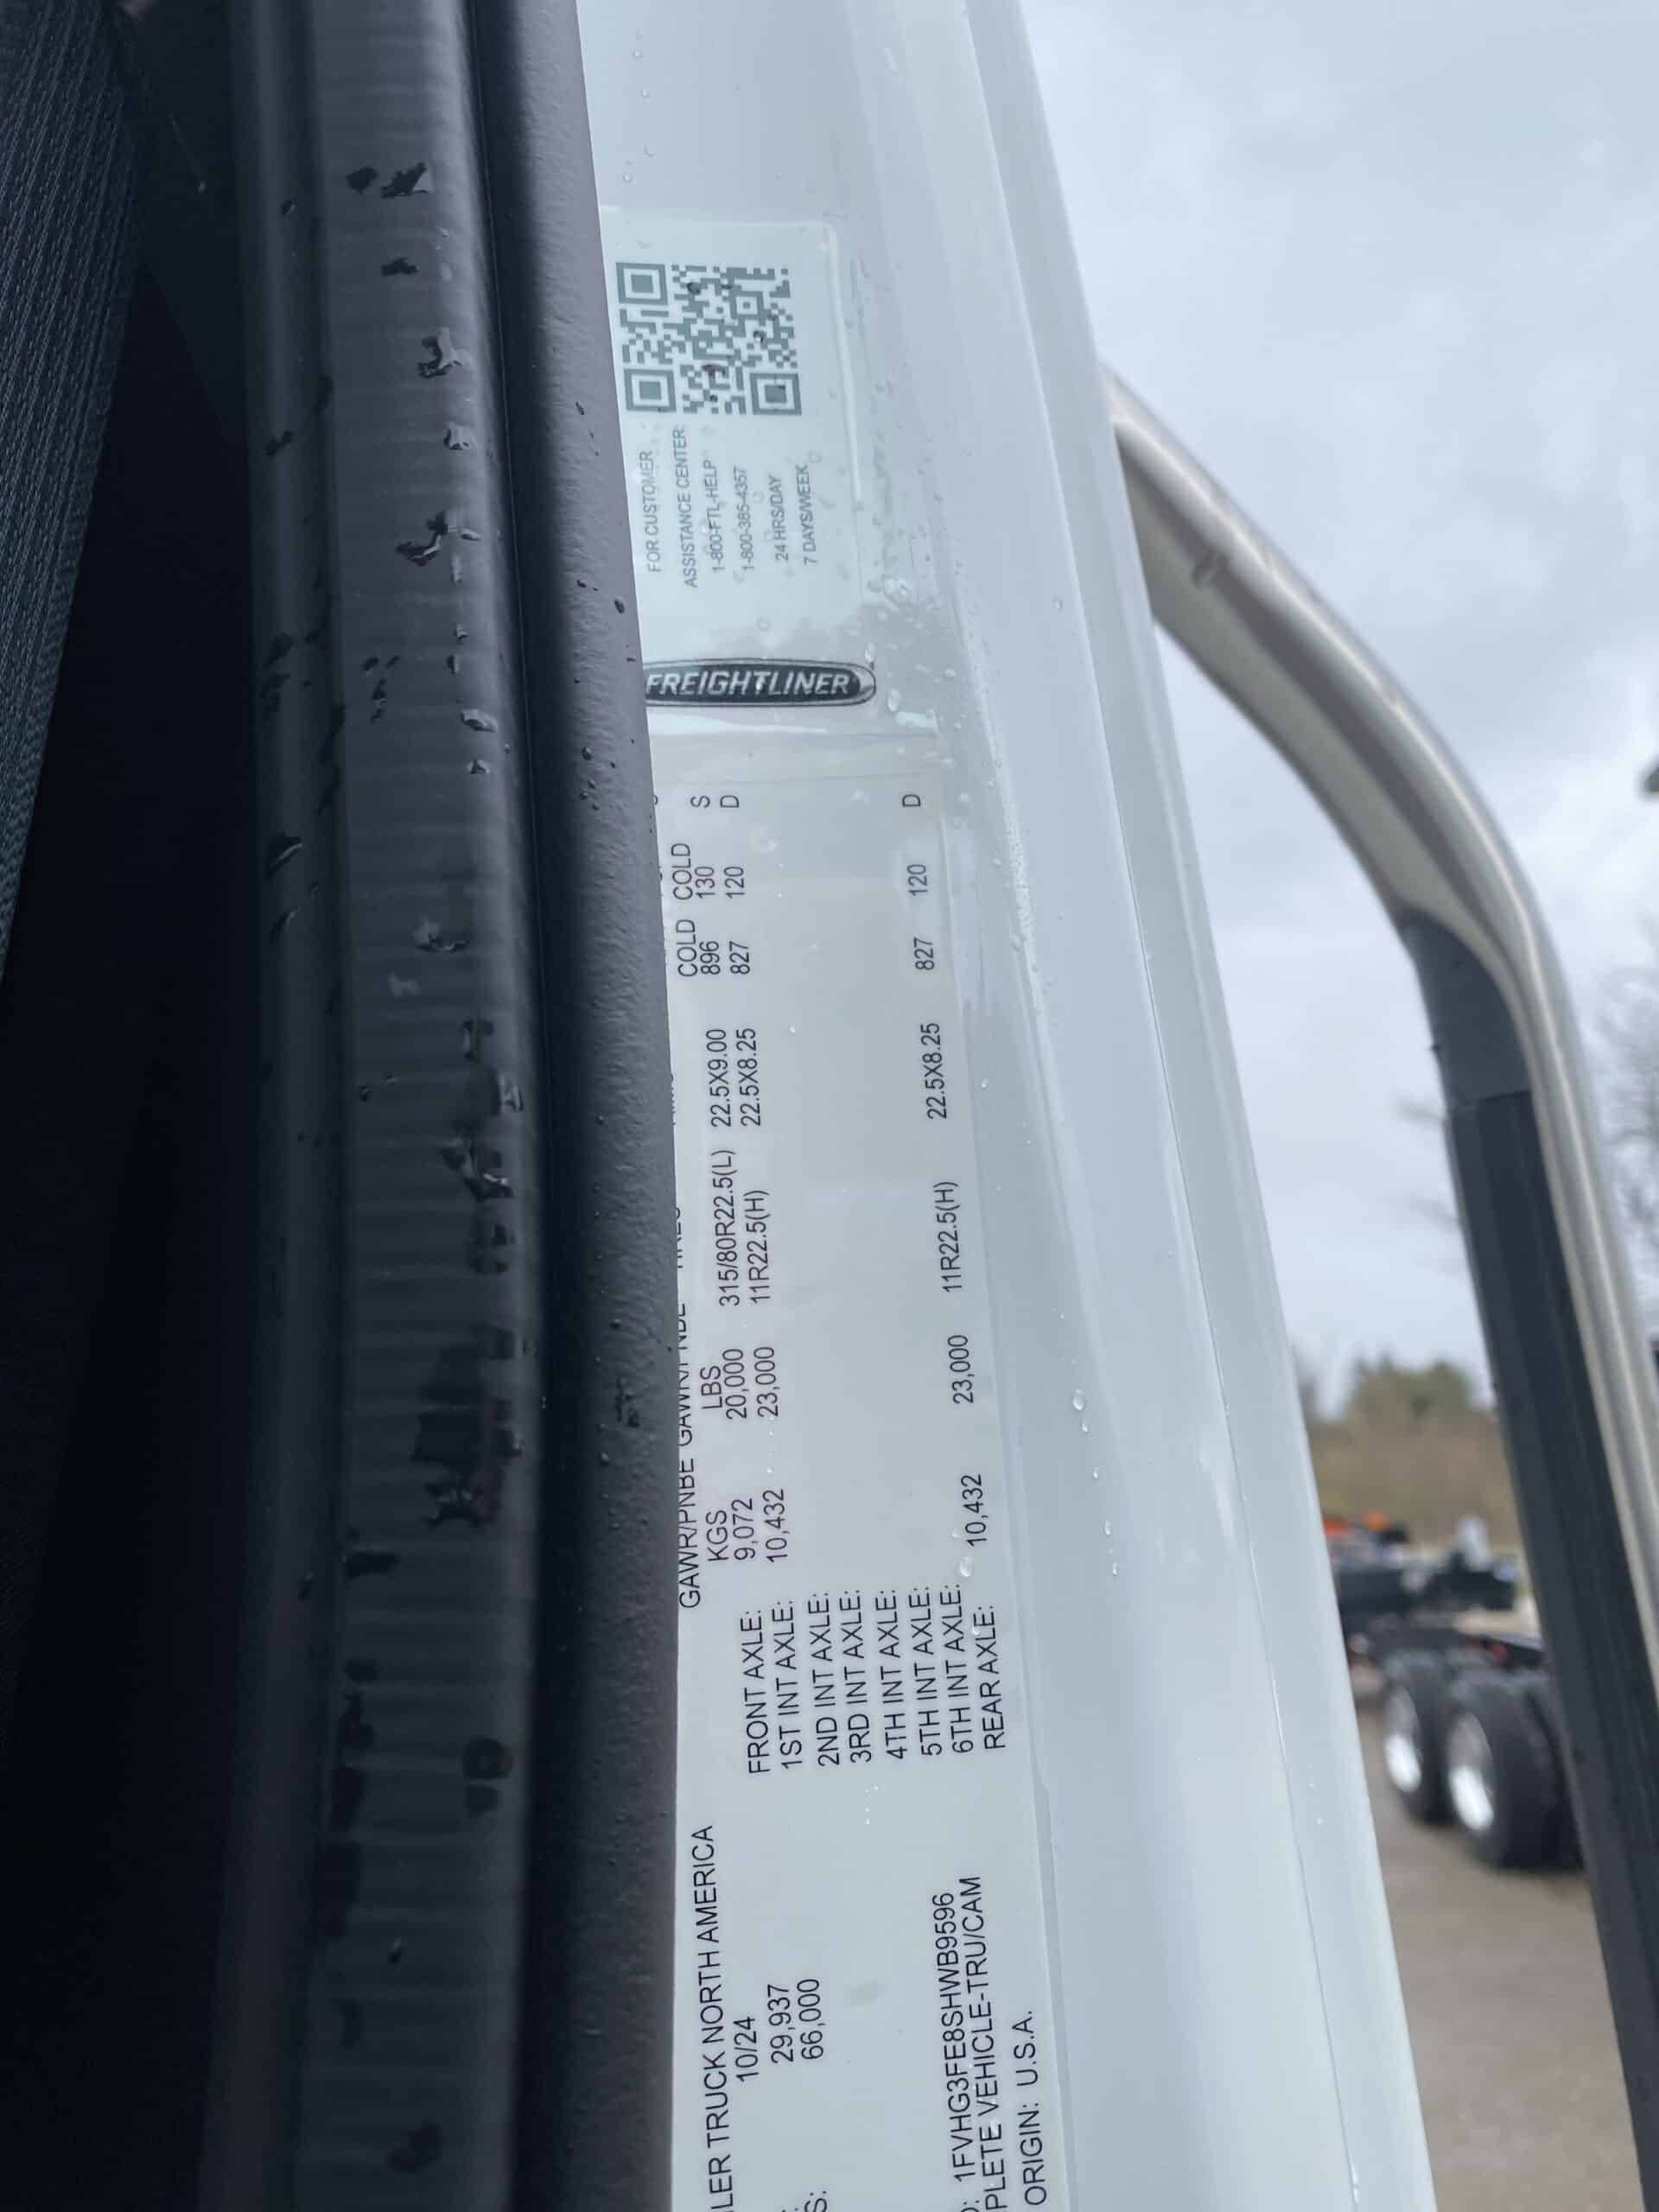 LER TRUCK NORTH AMERICA
10/24
29,937
66,000
S:
1FVHG3FE8SHWB9596
PLETE VEHICLE-TRU/CAM
ORIGIN: U.S.A.
GAWR/PNBE GAWR/PNBE
KGS LBS COLD COLD
FRONT AXLE: 9,072 20,000 315/80R22.5(L) 22.5X9.00 896 130 S
1ST INT AXLE: 10,432 23,000 11R22.5(H) 22.5X8.25 827 120 D
2ND INT AXLE:
3RD INT AXLE:
4TH INT AXLE:
5TH INT AXLE:
6TH INT AXLE:
REAR AXLE: 10,432 23,000 11R22.5(H) 22.5X8.25 827 120 D
FREIGHTLINER
FOR CUSTOMER
ASSISTANCE CENTER:
1-800-FTL-HELP
1-800-385-4357
24 HRS/DAY
7 DAYS/WEEK